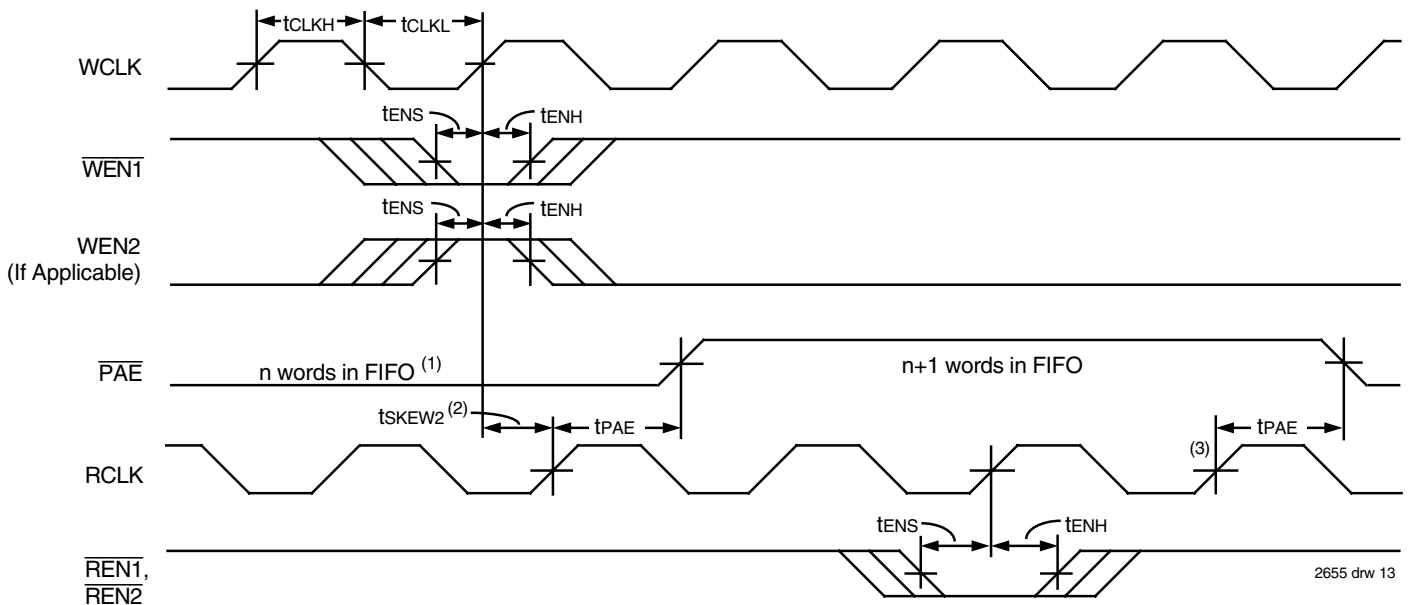 tCLKH tCLKL
WCLK
tENS tENH
WEN1
tENS tENH
WEN2
(If Applicable)
PAE n words in FIFO (1) n+1 words in FIFO
tSKEW2 (2) tPAE tPAE
RCLK (3)
tENS tENH
REN1,
REN2
2655 drw 13